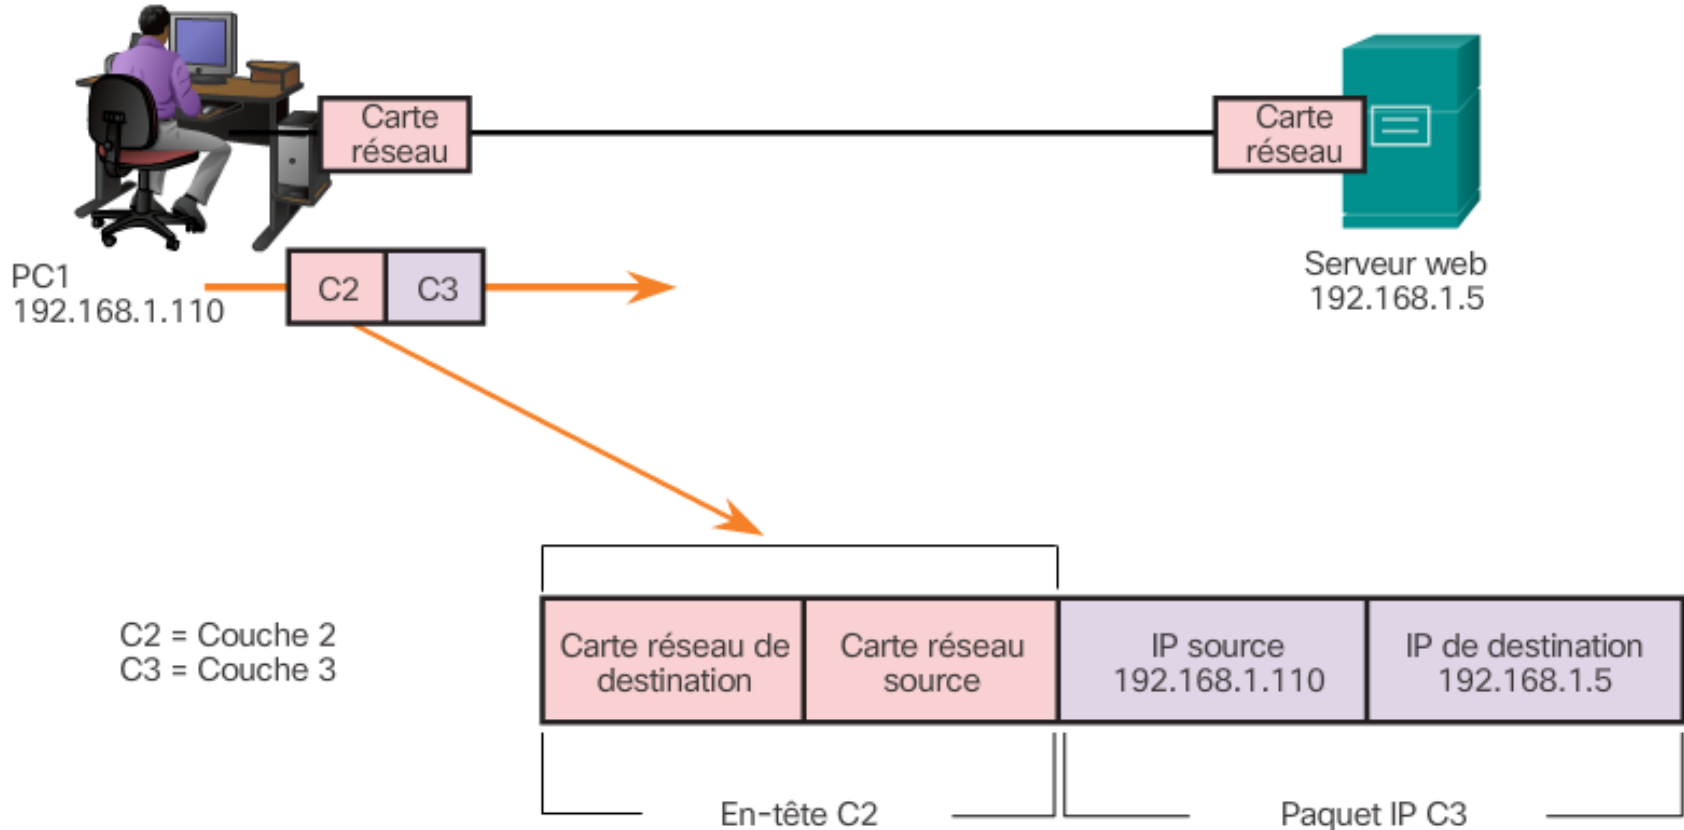 Carte
réseau
Carte
réseau
PC1
192.168.1.110
C2
C3
Serveur web
192.168.1.5
C2 = Couche 2
C3 = Couche 3
Carte réseau de
destination
Carte réseau
source
IP source
192.168.1.110
IP de destination
192.168.1.5
En-tête C2
Paquet IP C3